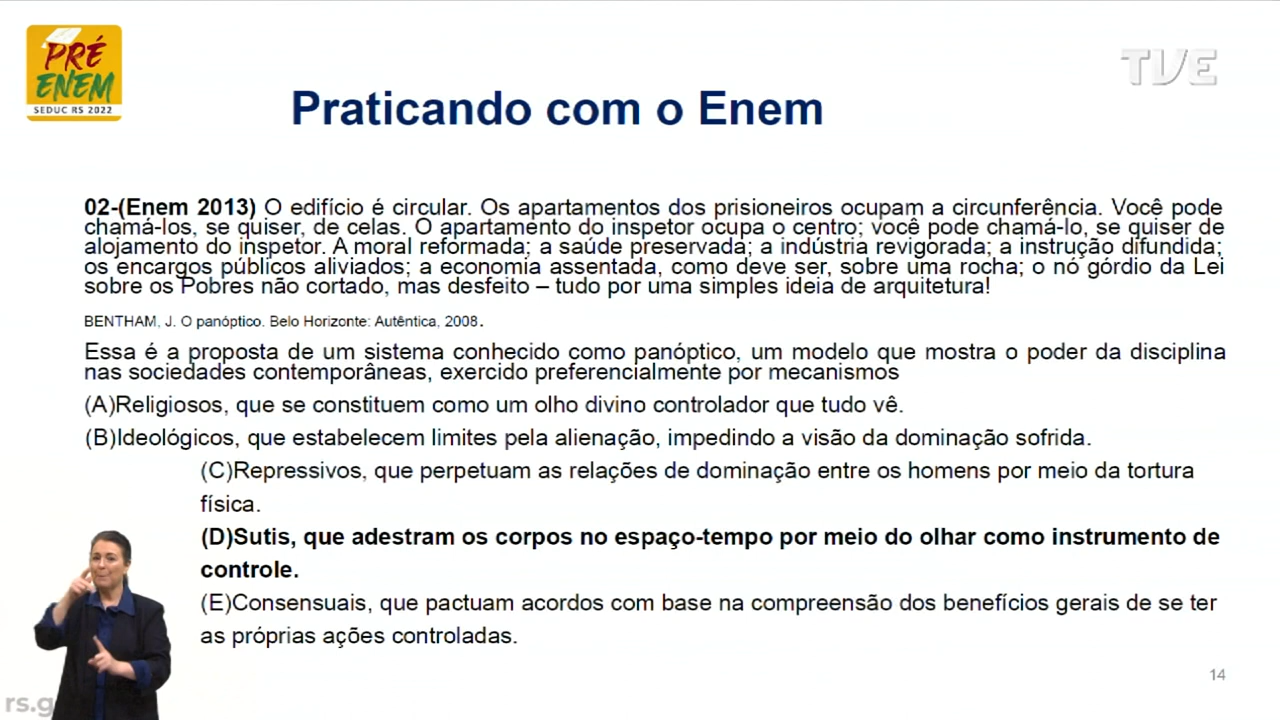 PRÉ
ENEM
SEDUC RS 2022
TVE
Praticando com o Enem
02-(Enem 2013) O edifício é circular. Os apartamentos dos prisioneiros ocupam a circunferência. Você pode
chamá-los, se quiser, de celas. O apartamento do inspetor ocupa o centro; você pode chamá-lo, se quiser de
alojamento do inspetor. A moral reformada; a saúde preservada; a indústria revigorada; a instrução difundida;
os encargos públicos aliviados; a economia assentada, como deve ser, sobre uma rocha; o nó górdio da Lei
sobre os Pobres não cortado, mas desfeito – tudo por uma simples ideia de arquitetura!
BENTHAM, J. O panóptico. Belo Horizonte: Autêntica, 2008.
Essa é a proposta de um sistema conhecido como panóptico, um modelo que mostra o poder da disciplina
nas sociedades contemporâneas, exercido preferencialmente por mecanismos
(A)Religiosos, que se constituem como um olho divino controlador que tudo vê.
(B)Ideológicos, que estabelecem limites pela alienação, impedindo a visão da dominação sofrida.
(C)Repressivos, que perpetuam as relações de dominação entre os homens por meio da tortura
física.
(D)Sutis, que adestram os corpos no espaço-tempo por meio do olhar como instrumento de
controle.
(E)Consensuais, que pactuam acordos com base na compreensão dos benefícios gerais de se ter
as próprias ações controladas.
14
rs.g